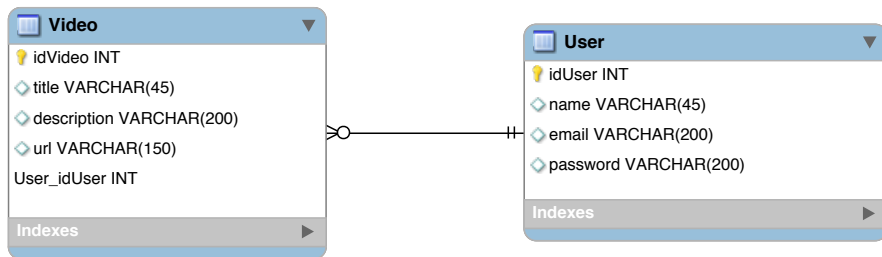 Video
idVideo INT
title VARCHAR(45)
description VARCHAR(200)
url VARCHAR(150)
User_idUser INT
Indexes
User
idUser INT
name VARCHAR(45)
email VARCHAR(200)
password VARCHAR(200)
Indexes